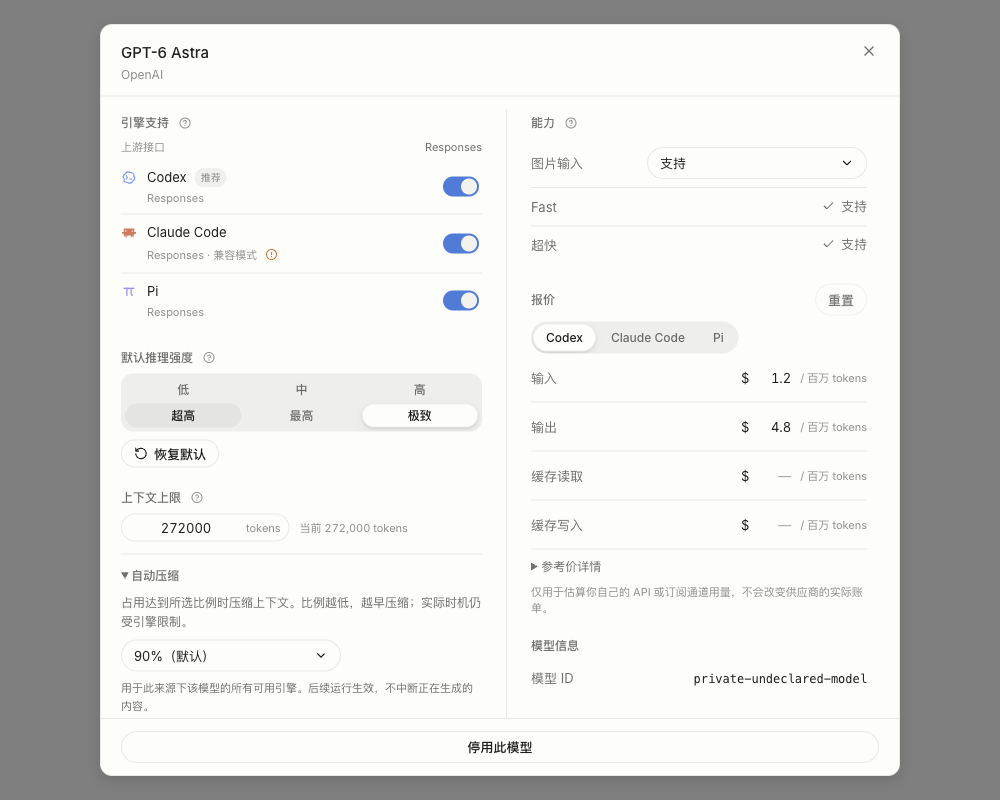 GPT-6 Astra
OpenAI
引擎支持
上游接口 Responses
Codex 推荐
Responses
Claude Code
Responses · 兼容模式
Pi
Responses
默认推理强度
低 中 高
超高 最高 极致
恢复默认
上下文上限
272000 tokens 当前 272,000 tokens
自动压缩
占用达到所选比例时压缩上下文。比例越低，越早压缩；实际时机仍
受引擎限制。
90%（默认）
用于此来源下该模型的所有可用引擎。后续运行生效，不中断正在生成的
内容。
能力
图片输入 支持
Fast 支持
超快 支持
报价 重置
Codex Claude Code Pi
输入 $ 1.2 / 百万 tokens
输出 $ 4.8 / 百万 tokens
缓存读取 $ — / 百万 tokens
缓存写入 $ — / 百万 tokens
参考价详情
仅用于估算你自己的 API 或订阅通道用量，不会改变供应商的实际账
单。
模型信息
模型 ID private-undeclared-model
停用此模型